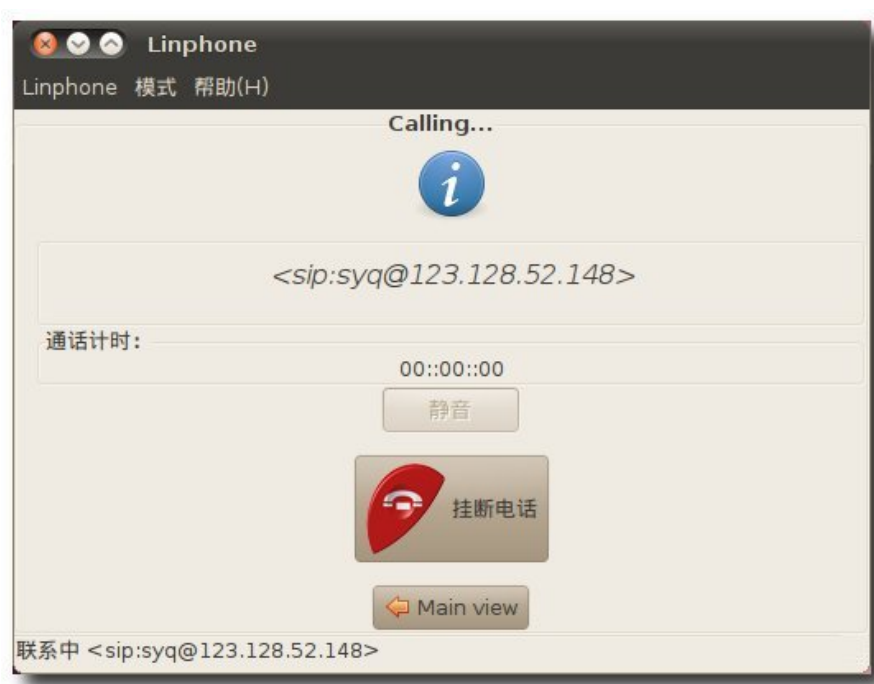 Linphone
Linphone 模式 帮助(H)
Calling...
<sip:syq@123.128.52.148>
通话计时:
00::00::00
静音
挂断电话
Main view
联系中 <sip:syq@123.128.52.148>